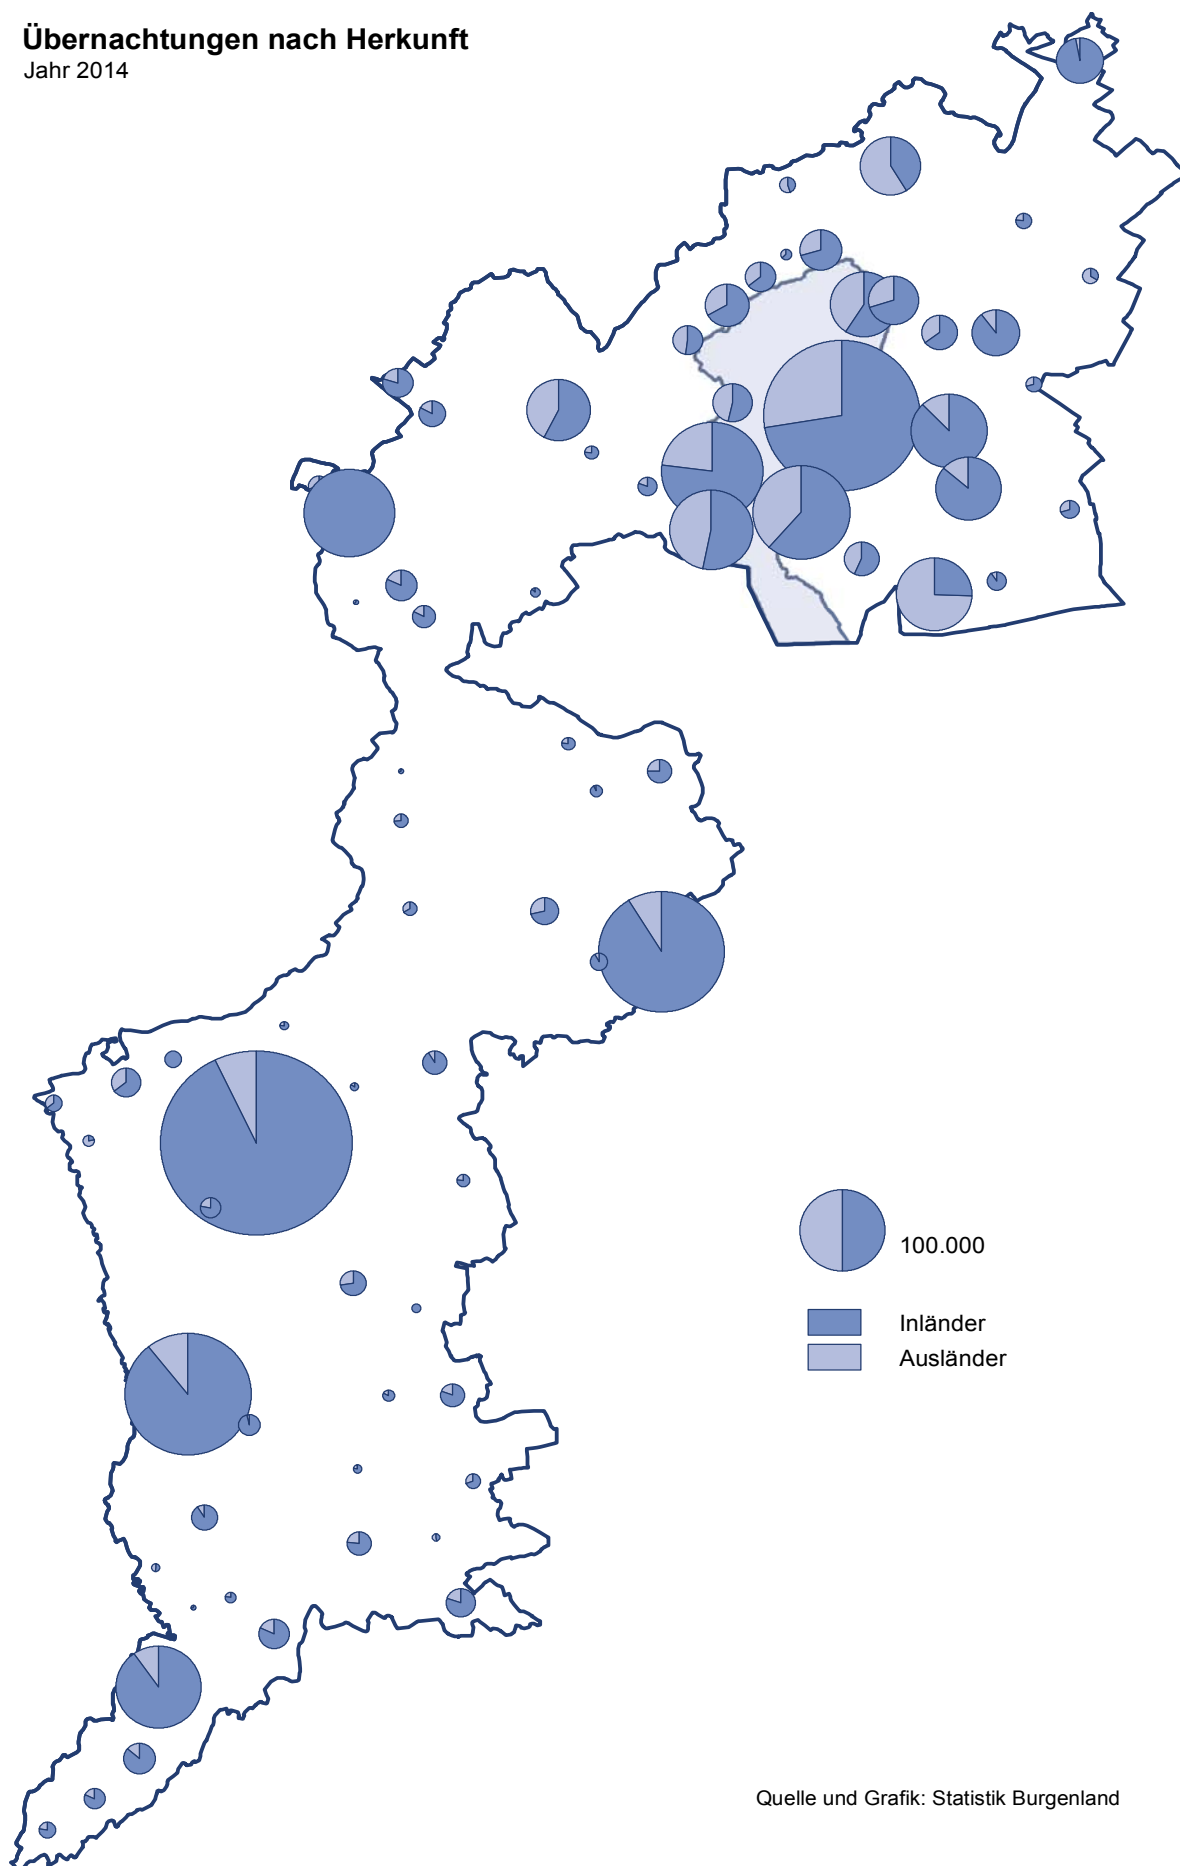 Übernachtungen nach Herkunft
Jahr 2014
100.000
Inländer
Ausländer
Quelle und Grafik: Statistik Burgenland